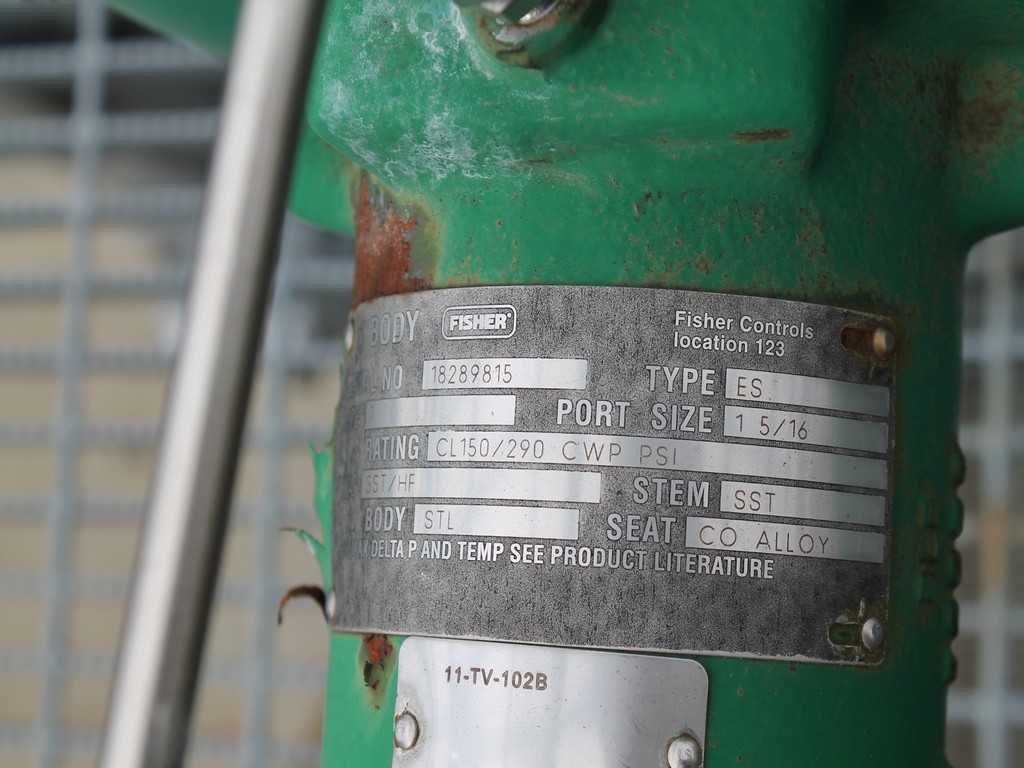 BODY FISHER Fisher Controls
location 123
NO 18289815 TYPE ES
PORT SIZE 1 5/16
RATING CL150/290 CWP PSI
SST/HF STEM SST
BODY STL SEAT CO ALLOY
DELTA P AND TEMP SEE PRODUCT LITERATURE
11-TV-102B